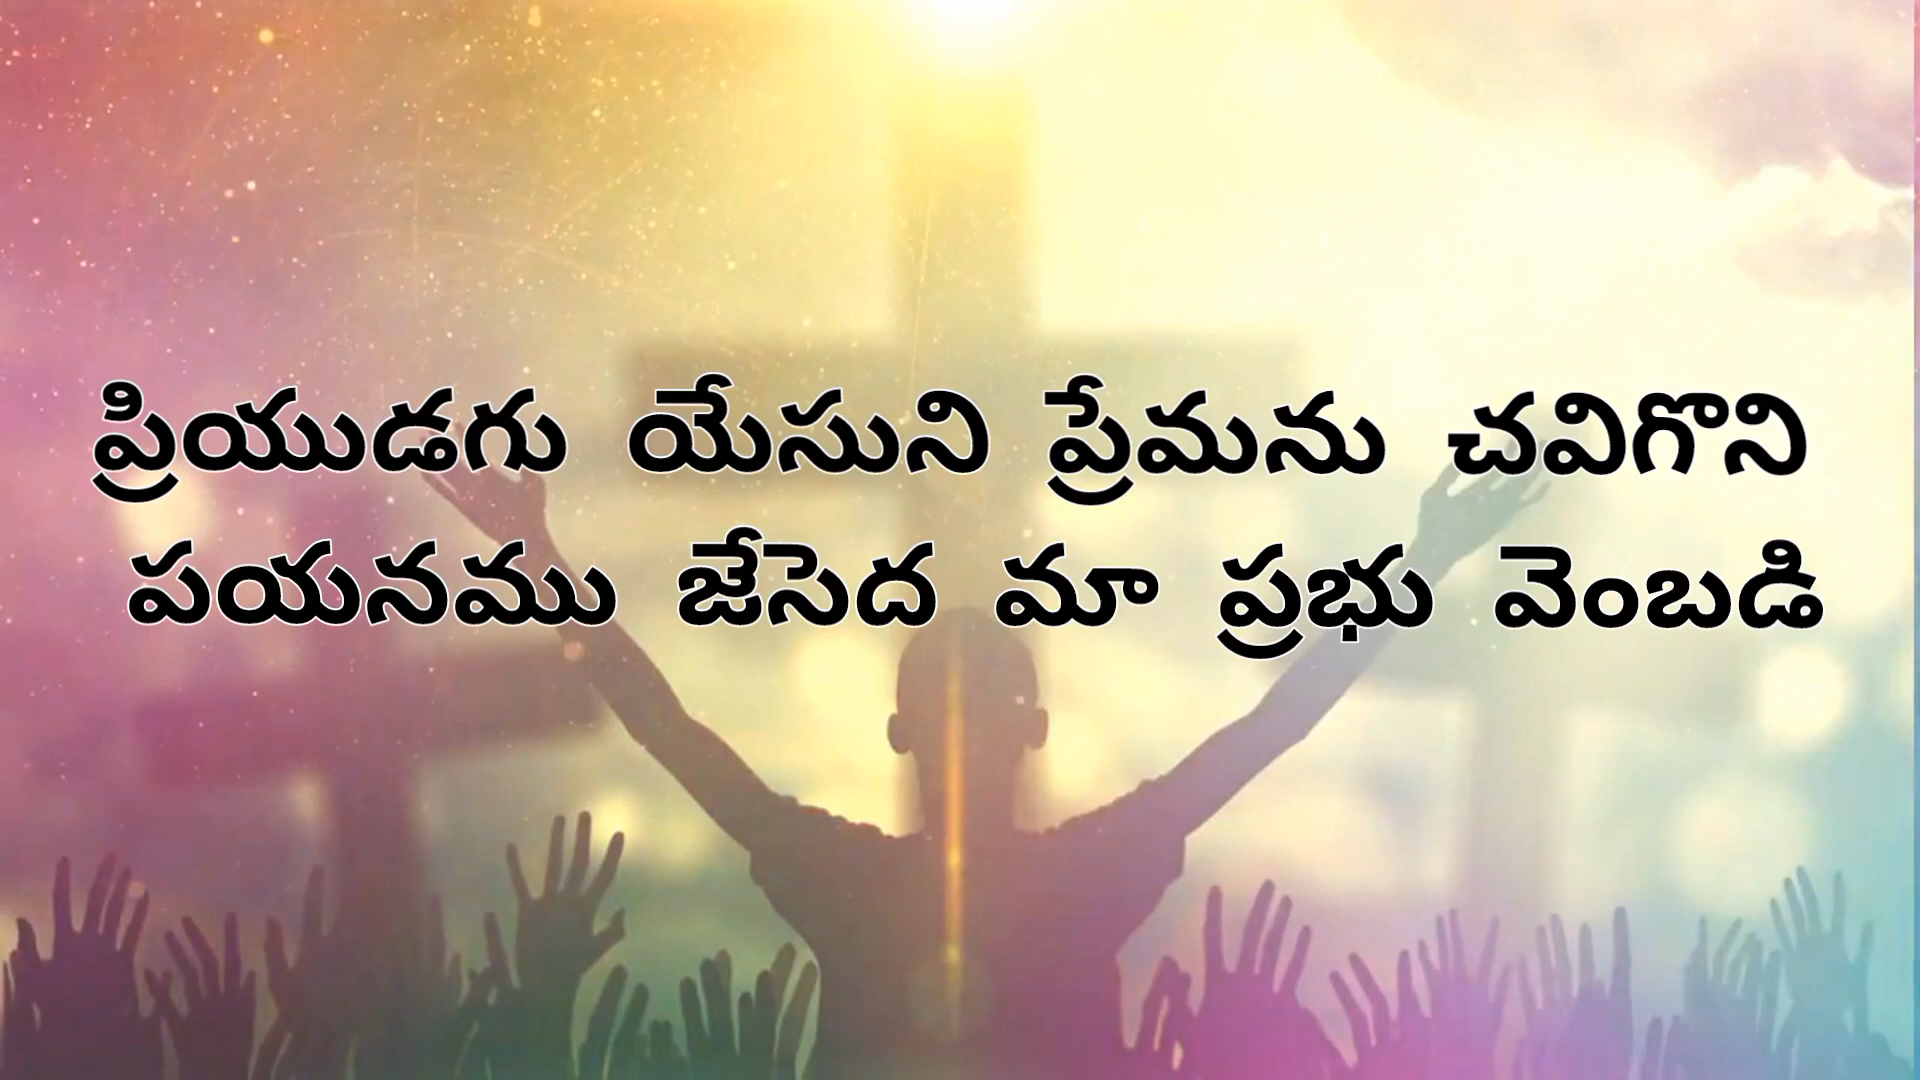 ప్రియుడగు యేసుని ప్రేమను చవిగొని
పయనము జేసెద మా ప్రభు వెంబడి